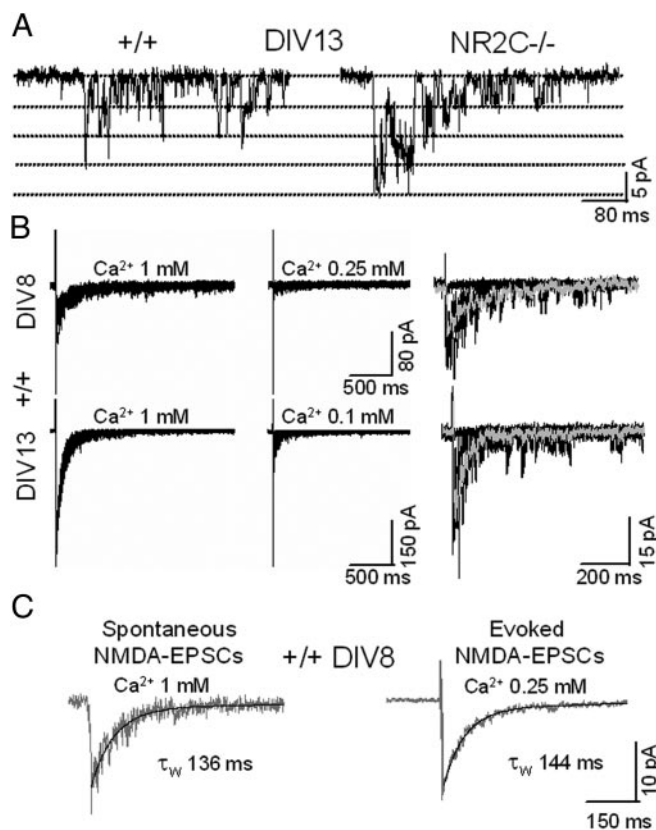 A
+/+ DIV13 NR2C-/-
5 pA
80 ms
B
DIV8
Ca²⁺ 1 mM
Ca²⁺ 0.25 mM
80 pA
500 ms
+/+
DIV13
Ca²⁺ 1 mM
Ca²⁺ 0.1 mM
150 pA
500 ms
15 pA
200 ms
C
Spontaneous
NMDA-EPSCs
Ca²⁺ 1 mM
τW 136 ms
+/+ DIV8
Evoked
NMDA-EPSCs
Ca²⁺ 0.25 mM
τW 144 ms
10 pA
150 ms